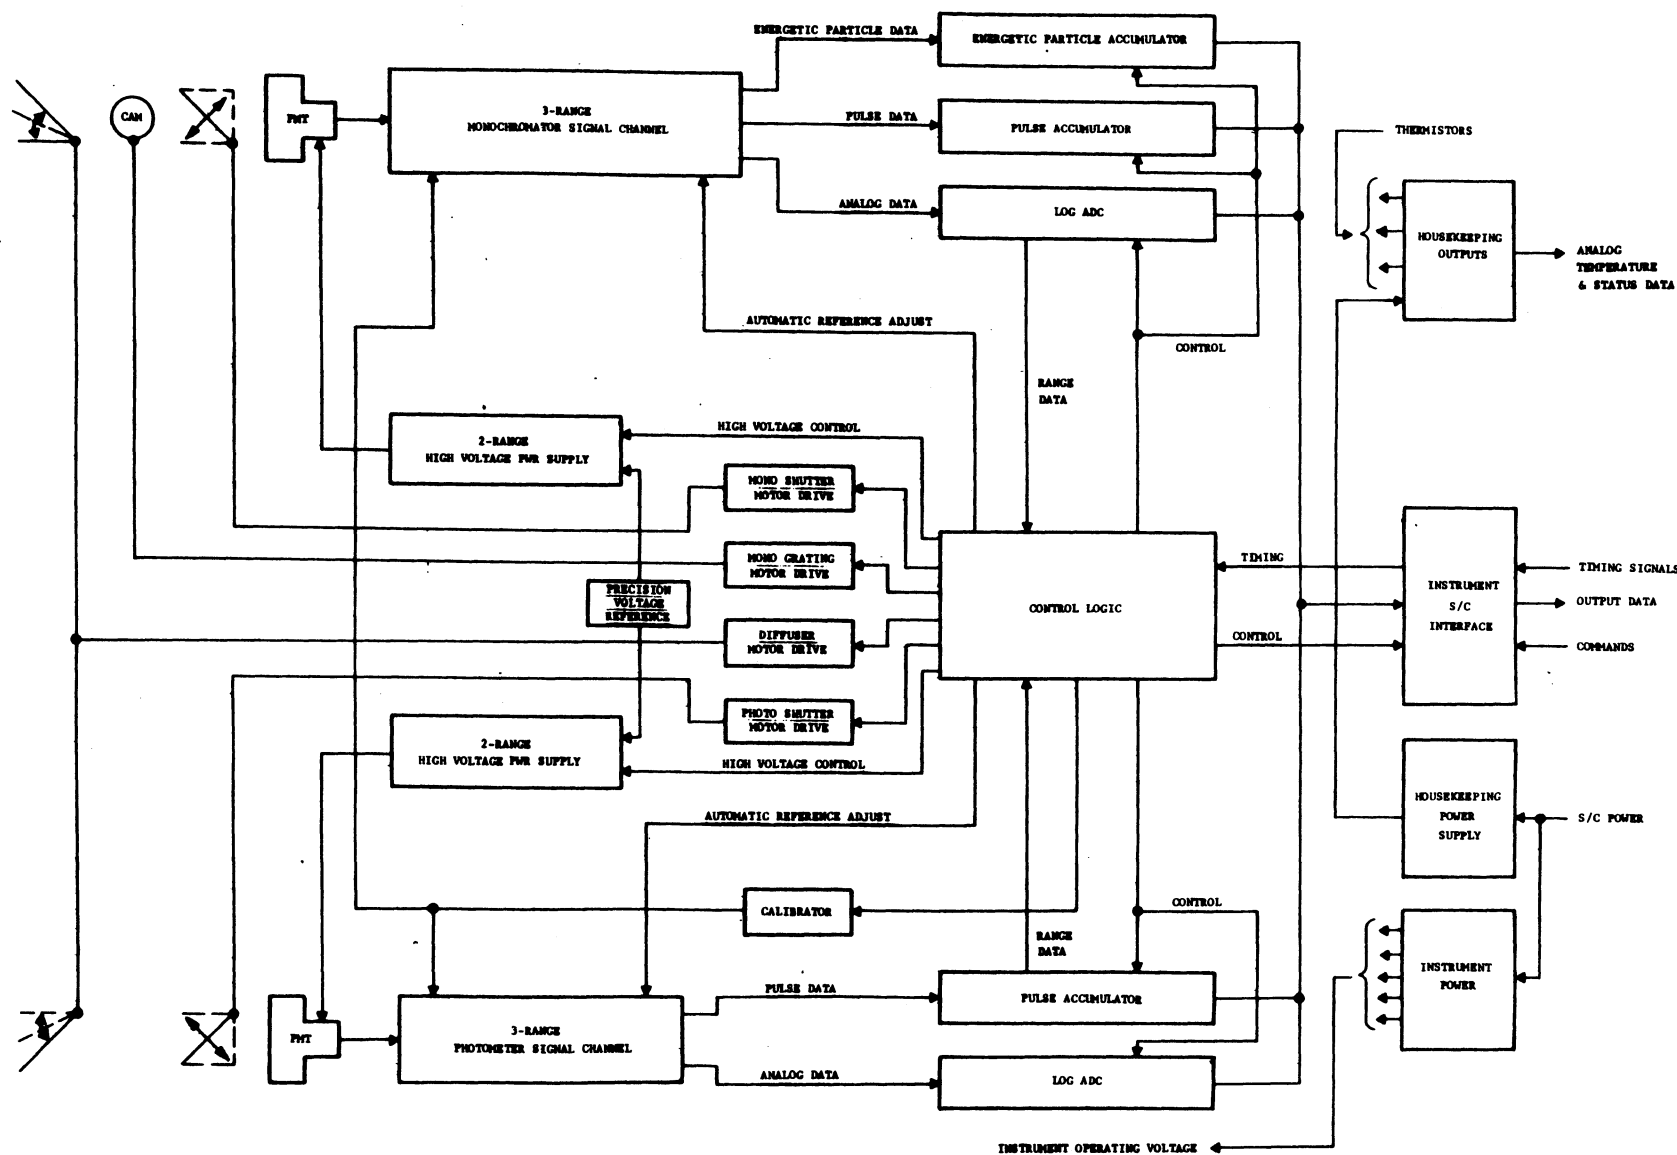 ENERGETIC PARTICLE DATA
ENERGETIC PARTICLE ACCUMULATOR
CAM
PMT
3-RANGE
MONOCHROMATOR SIGNAL CHANNEL
PULSE DATA
PULSE ACCUMULATOR
THERMISTORS
ANALOG DATA
LOG ADC
HOUSEKEEPING
OUTPUTS
ANALOG
TEMPERATURE
& STATUS DATA
AUTOMATIC REFERENCE ADJUST
CONTROL
RANGE
DATA
2-RANGE
HIGH VOLTAGE PWR SUPPLY
HIGH VOLTAGE CONTROL
MONO SHUTTER
MOTOR DRIVE
MONO GRATING
MOTOR DRIVE
PRECISION
VOLTAGE
REFERENCE
DIFFUSER
MOTOR DRIVE
PHOTO SHUTTER
MOTOR DRIVE
CONTROL LOGIC
TIMING
CONTROL
INSTRUMENT
S/C
INTERFACE
TIMING SIGNALS
OUTPUT DATA
COMMANDS
2-RANGE
HIGH VOLTAGE PWR SUPPLY
HIGH VOLTAGE CONTROL
AUTOMATIC REFERENCE ADJUST
HOUSEKEEPING
POWER
SUPPLY
S/C POWER
CALIBRATOR
CONTROL
RANGE
DATA
INSTRUMENT
POWER
PMT
3-RANGE
PHOTOMETER SIGNAL CHANNEL
PULSE DATA
PULSE ACCUMULATOR
ANALOG DATA
LOG ADC
INSTRUMENT OPERATING VOLTAGE